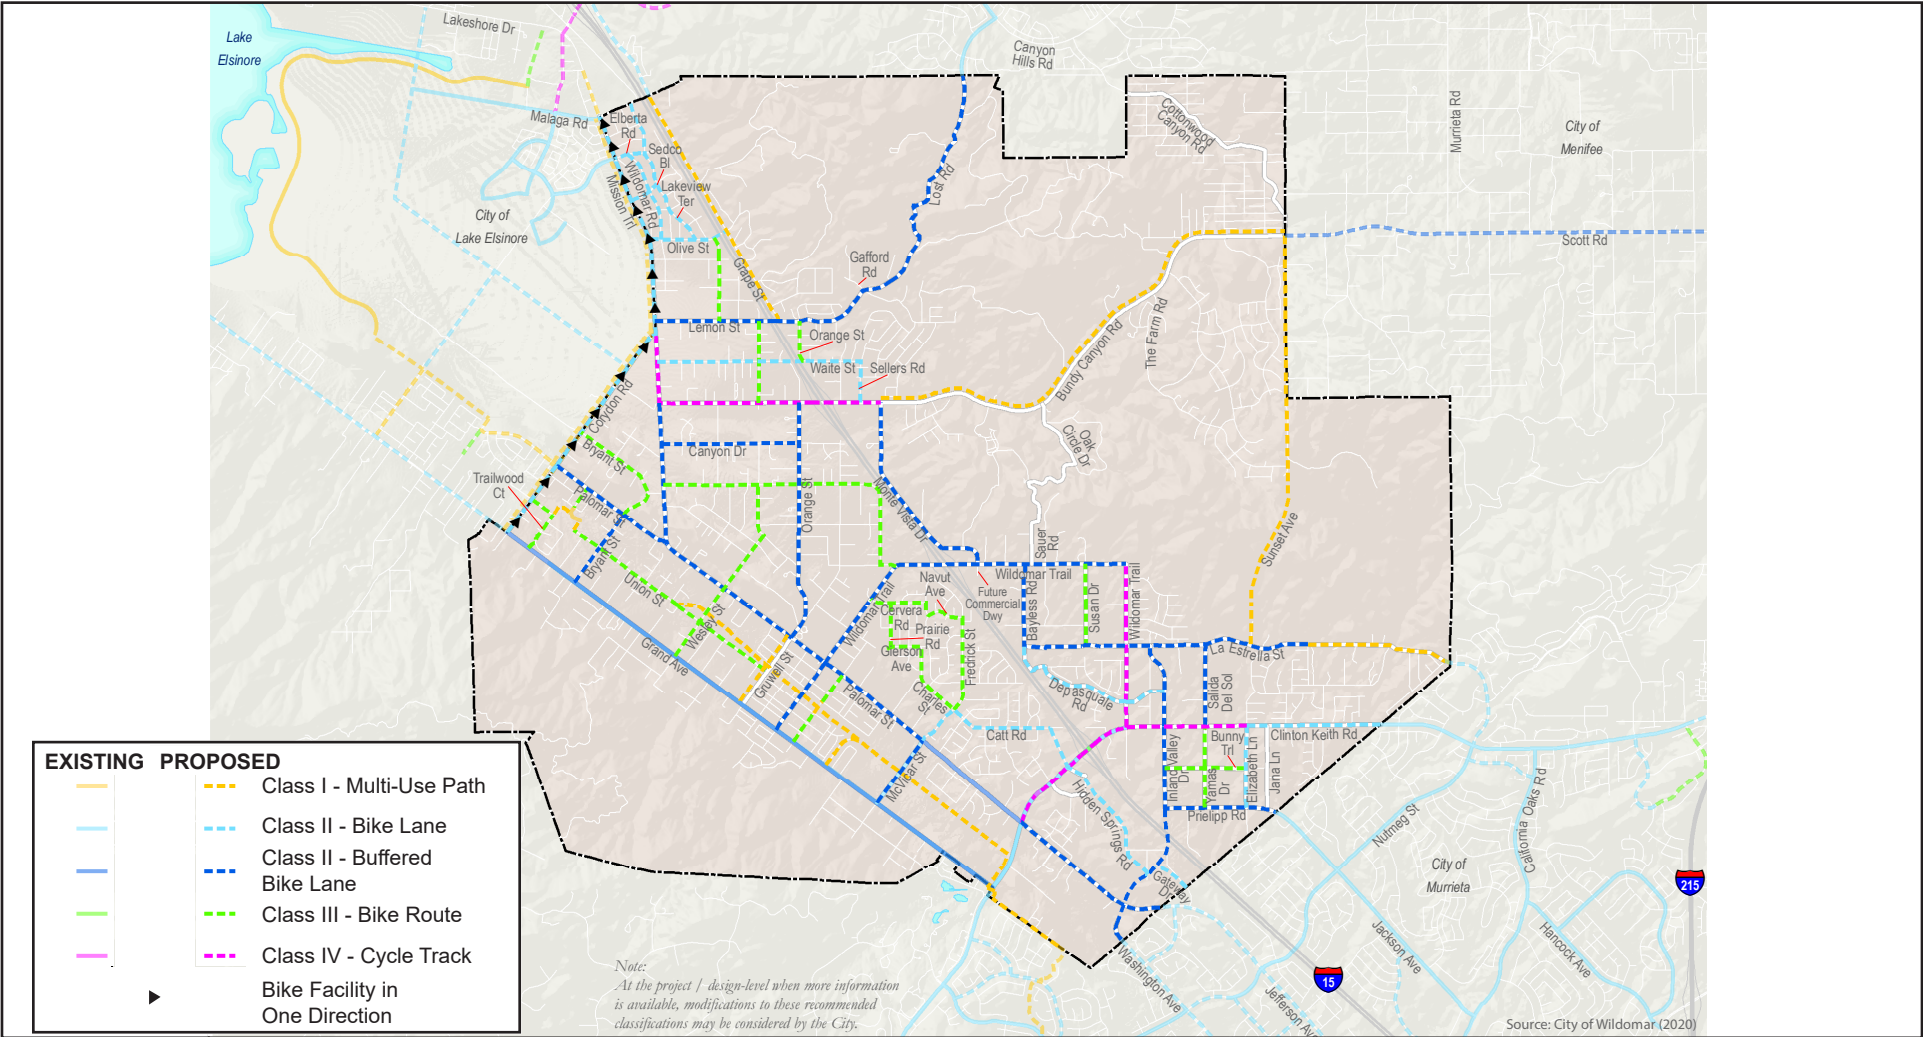 Lake
Elsinore
Lakeshore Dr
Canyon
Hills Rd
Malaga Rd
Elberta
Rd
Sedco
Bl
Lakeview
Ter
Wildomar Rd
Mission Trl
Olive St
City of
Lake Elsinore
Grape St
Lost Rd
Gafford
Rd
Cottonwood
Canyon Rd
Murrieta Rd
City of
Menifee
Scott Rd
Lemon St
Orange St
Waite St
Sellers Rd
The Farm Rd
Bundy Canyon Rd
Corydon Rd
Bryant St
Canyon Dr
Oak
Circle Dr
Trailwood
Ct
Palomar St
Orange St
Monte Vista Dr
Sunset Ave
Sauer
Rd
Bryant St
Union St
Wildomar Trail
Navut
Ave
Future
Commercial
Dwy
Wildomar Trail
Bayless Rd
Susan Dr
Wildomar Trail
Cervera
Rd
Prairie
Rd
Gierson
Ave
Fredrick St
Wesley St
Grand Ave
Gruwell St
La Estrella St
Charles
St
Palomar St
Depasquale
Rd
Salida
Del Sol
Catt Rd
Bunny
Trl
Clinton Keith Rd
Inland Valley
Dr
Yamas
Dr
Elizabeth Ln
Jana Ln
McVicar St
Hidden Springs Rd
Prielipp Rd
Nutmeg St
California Oaks Rd
City of
Murrieta
Gateway
Dr
Washington Ave
Jackson Ave
Hancock Ave
Jefferson Ave
215
15
EXISTING PROPOSED
Class I - Multi-Use Path
Class II - Bike Lane
Class II - Buffered
Bike Lane
Class III - Bike Route
Class IV - Cycle Track
Bike Facility in
One Direction
Note:
At the project / design-level when more information
is available, modifications to these recommended
classifications may be considered by the City.
Source: City of Wildomar (2020)